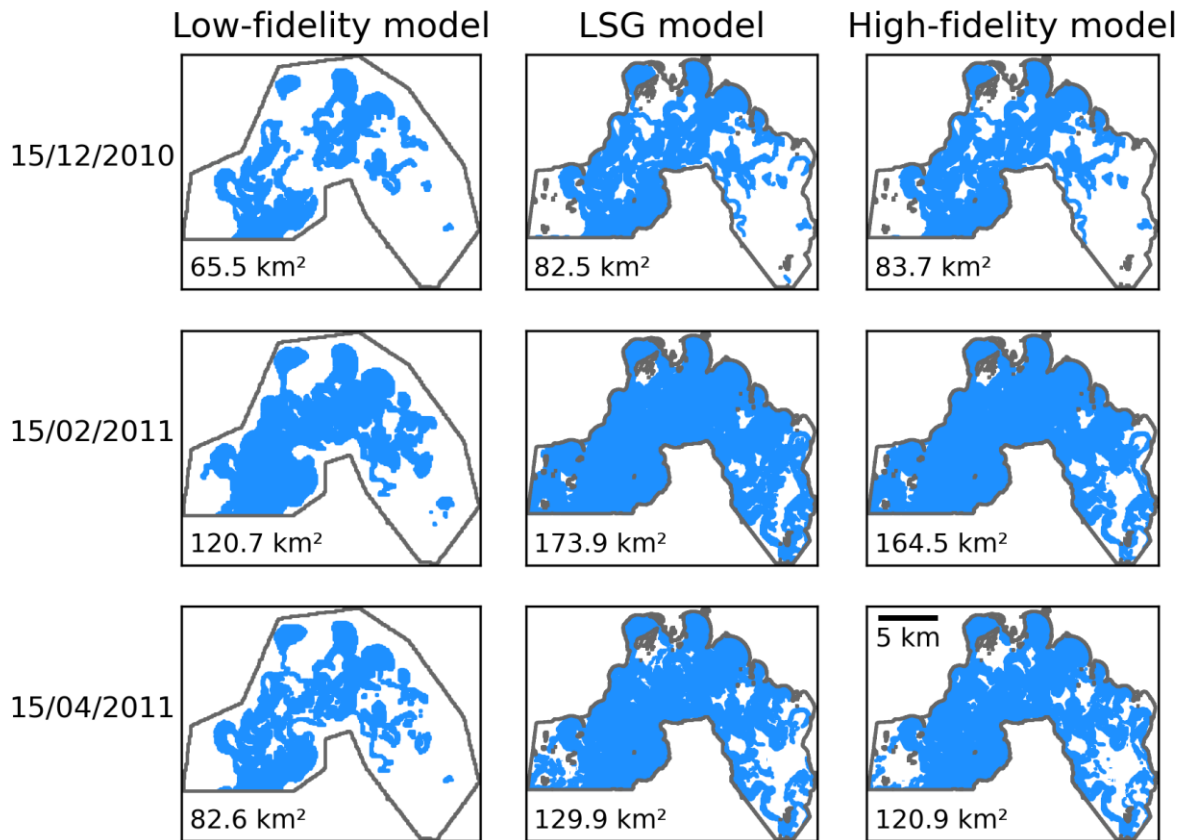 Low-fidelity model LSG model High-fidelity model
15/12/2010
65.5 km² 82.5 km² 83.7 km²
15/02/2011
120.7 km² 173.9 km² 164.5 km²
5 km
15/04/2011
82.6 km² 129.9 km² 120.9 km²